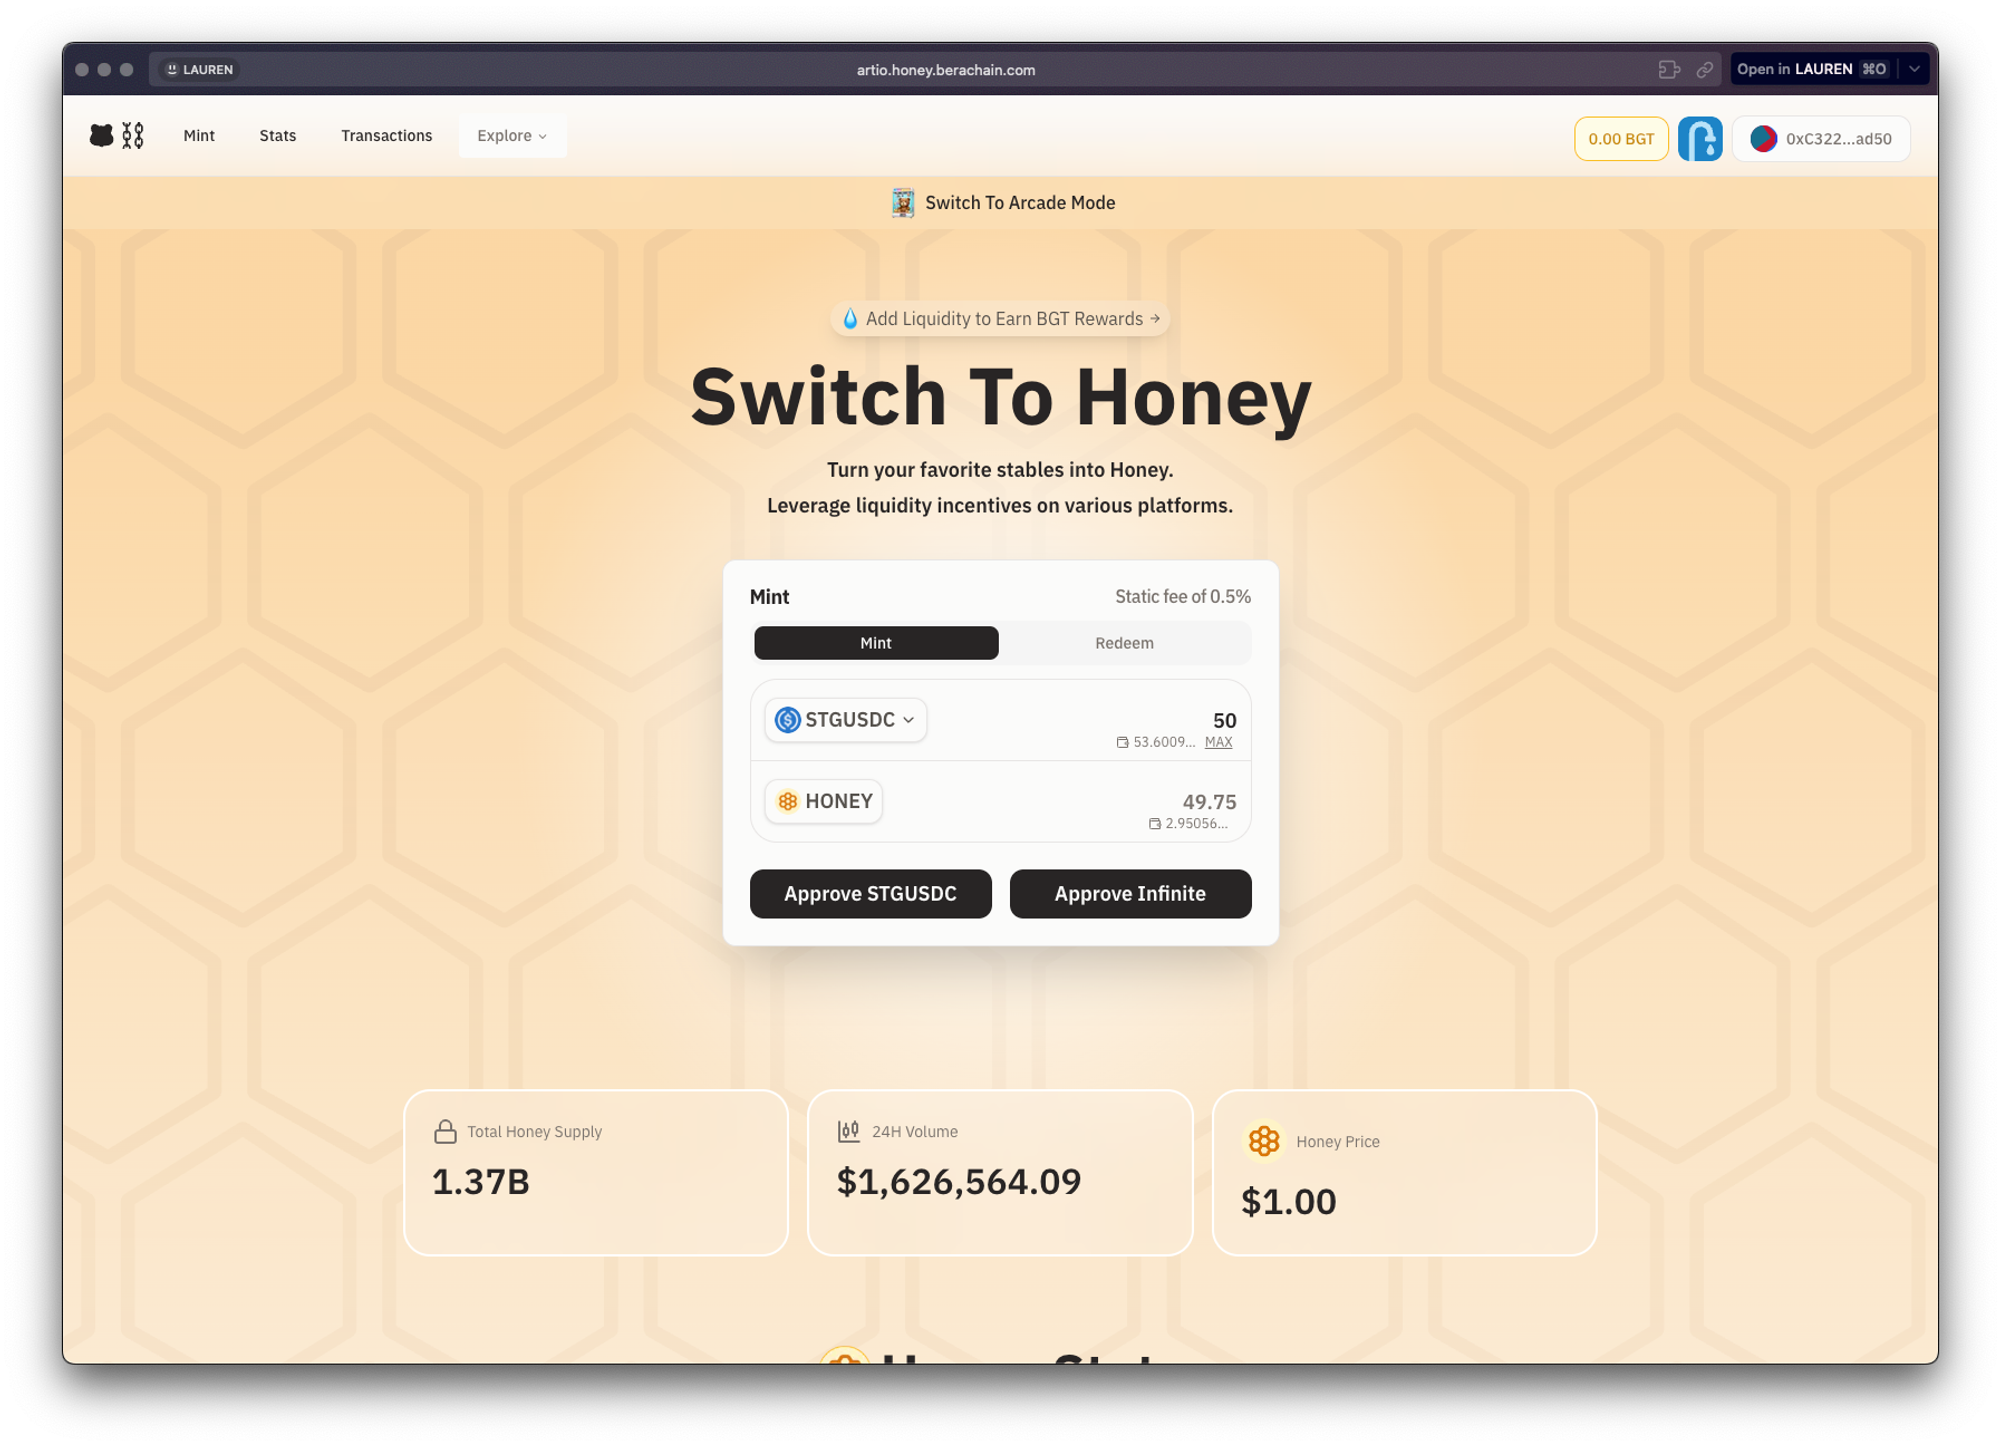 LAUREN
artio.honey.berachain.com
Open in LAUREN ⌘O
Mint
Stats
Transactions
Explore
0.00 BGT
0xC322...ad50
Switch To Arcade Mode
Add Liquidity to Earn BGT Rewards →
Switch To Honey
Turn your favorite stables into Honey.
Leverage liquidity incentives on various platforms.
Mint
Static fee of 0.5%
Mint
Redeem
STGUSDC
50
53.6009...
MAX
HONEY
49.75
2.95056...
Approve STGUSDC
Approve Infinite
Total Honey Supply
1.37B
24H Volume
$1,626,564.09
Honey Price
$1.00